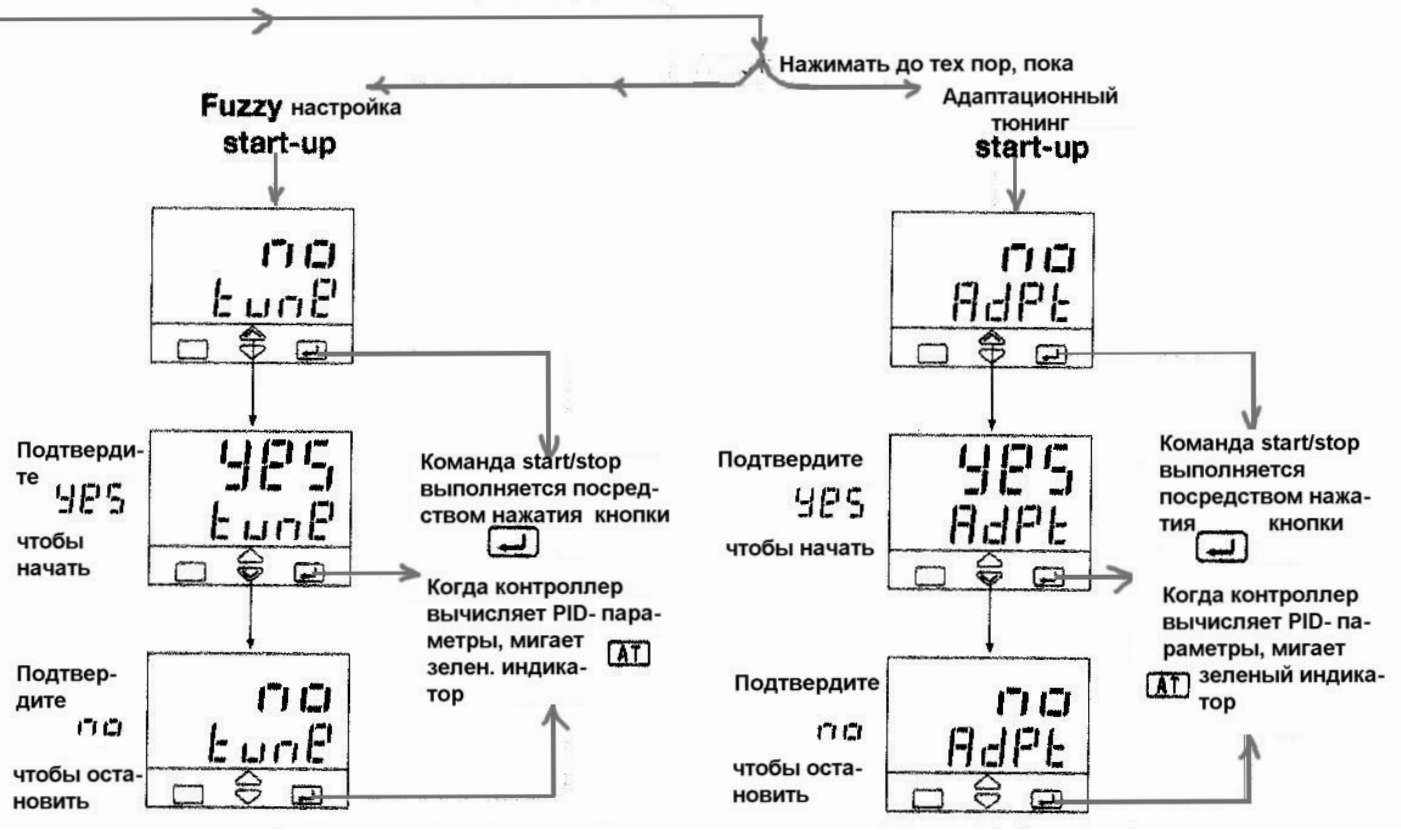 Нажимать до тех пор, пока
Fuzzy настройка
start-up
no
tunE
Подтверди-
те
yES
чтобы
начать
yES
tunE
Команда start/stop
выполняется посред-
ством нажатия кнопки
Когда контроллер
вычисляет PID- пара-
метры, мигает
зелен. индика-
тор
AT
Подтвер-
дите
no
чтобы оста-
новить
no
tunE
Адаптационный
тюнинг
start-up
no
AdPt
Подтвердите
yES
чтобы начать
yES
AdPt
Команда start/stop
выполняется
посредством нажа-
тия кнопки
Когда контроллер
вычисляет PID- па-
раметры, мигает
AT зеленый индика-
тор
Подтвердите
no
чтобы оста-
новить
no
AdPt